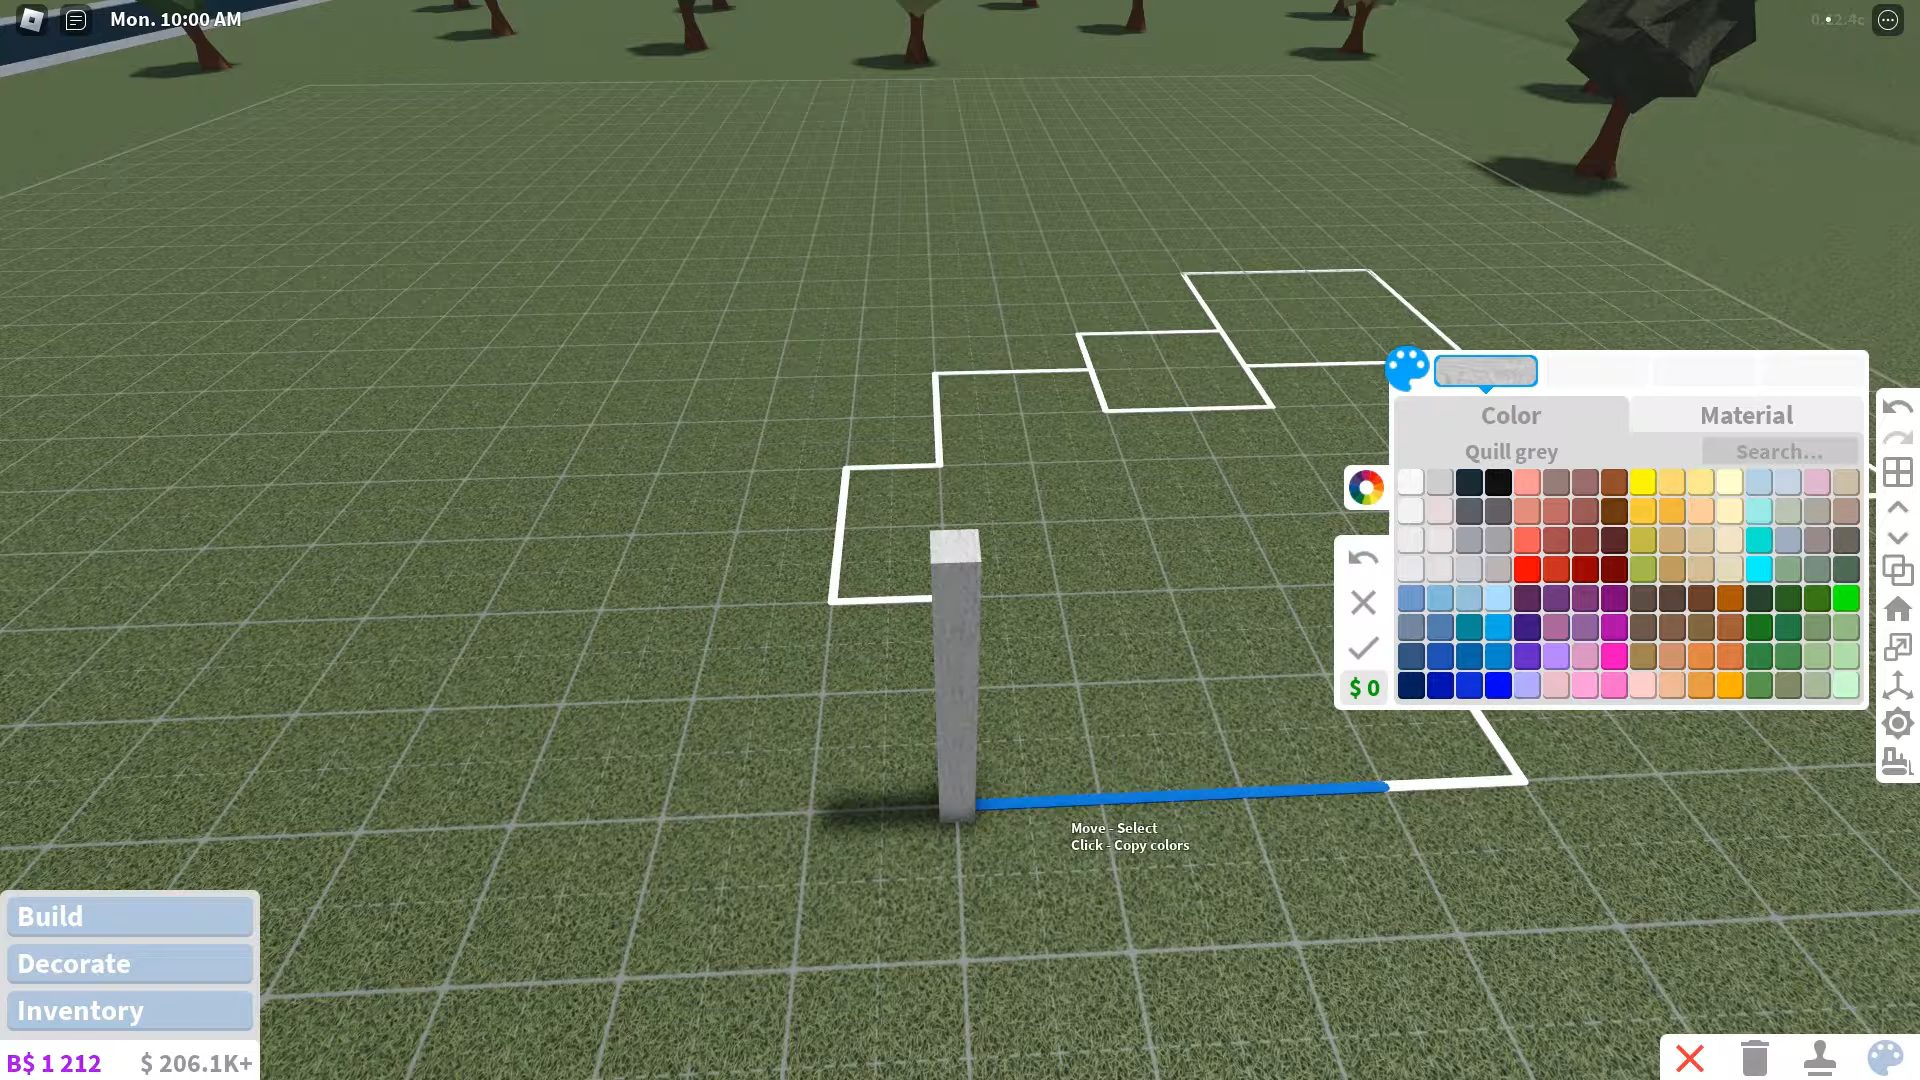 Mon. 10:00 AM
Color
Material
Quill grey
Search...
$ 0
Move - Select
Click - Copy colors
Build
Decorate
Inventory
B$ 1 212
$ 206.1K+